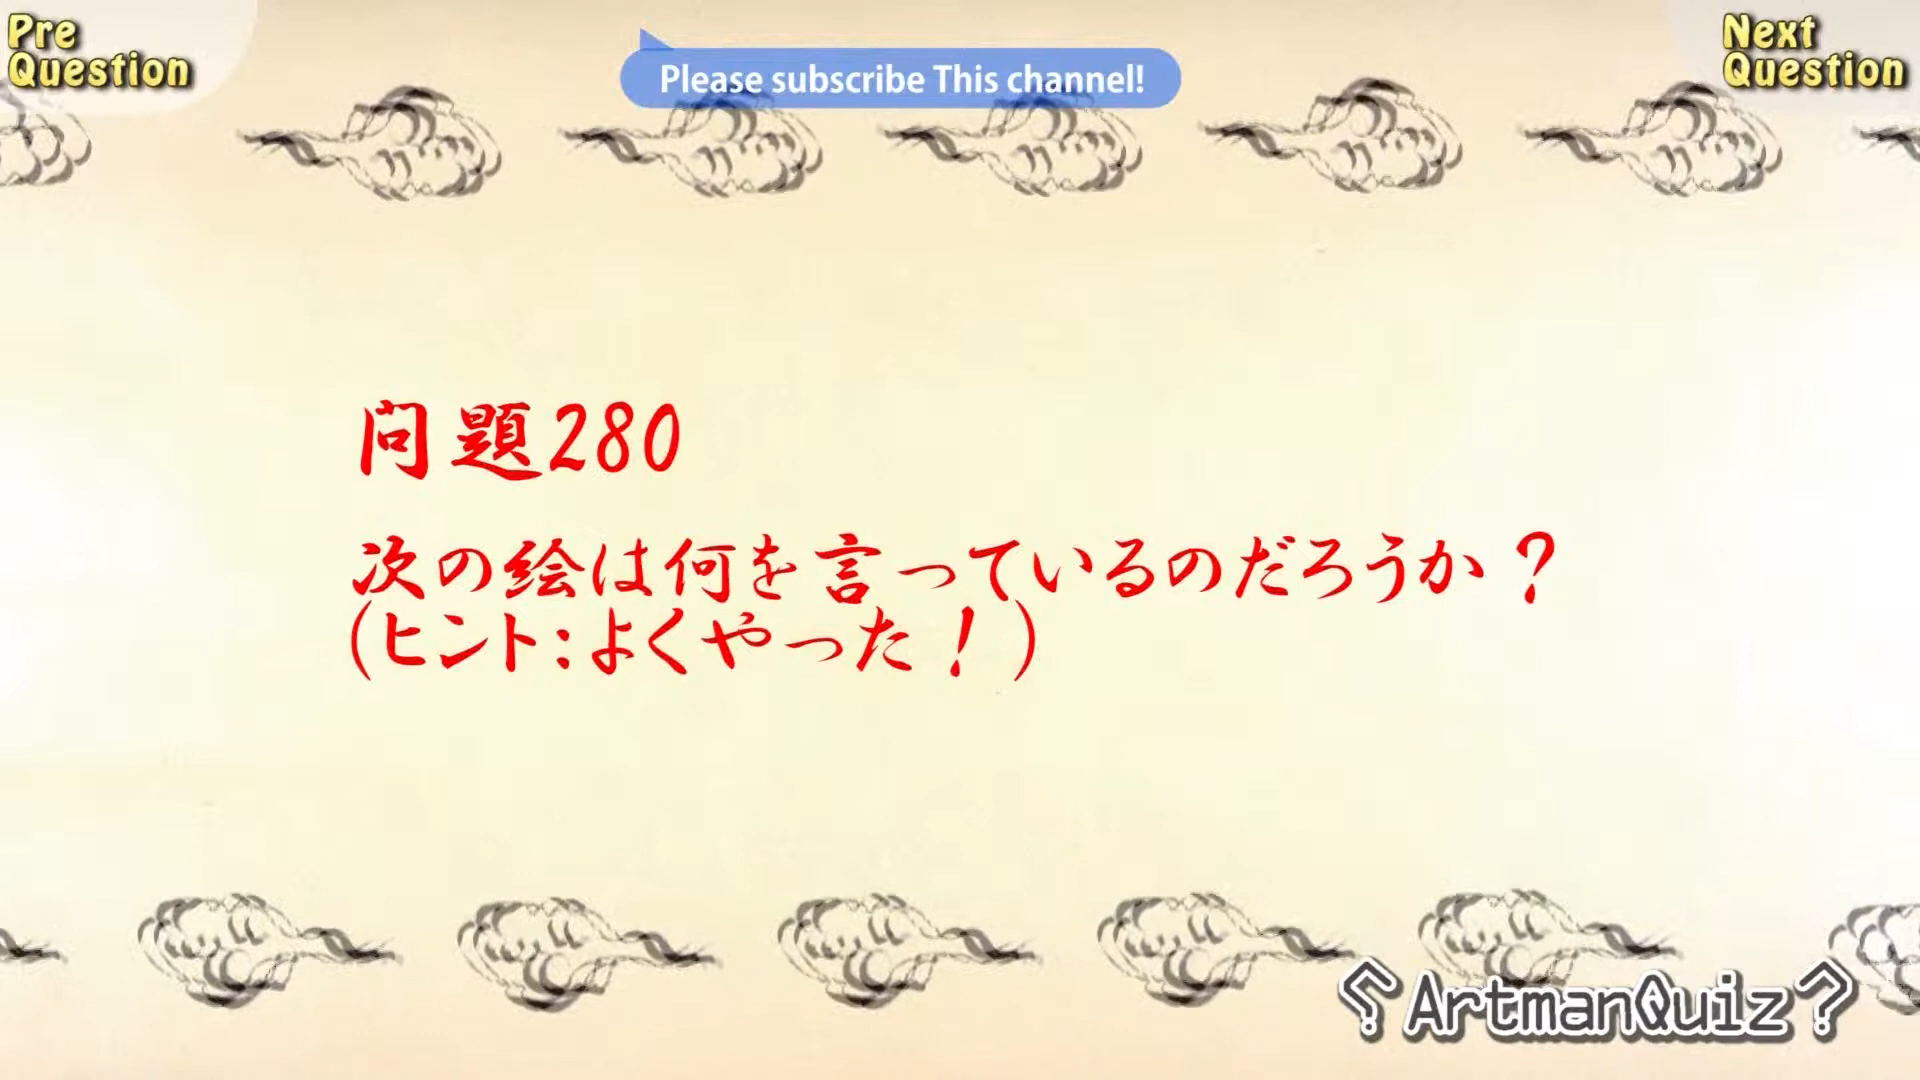 Pre
Question
Please subscribe This channel!
Next
Question
問題280
次の絵は何を言っているのだろうか?
(ヒント:よくやった!)
?ArtmanQuiz?